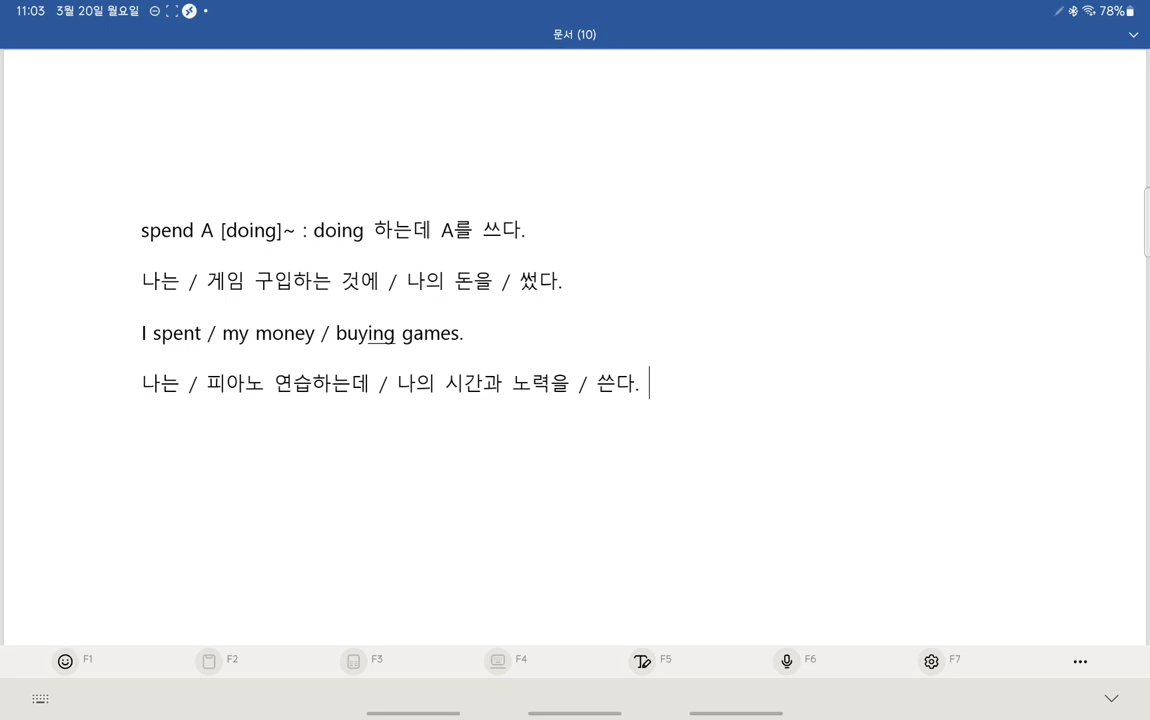 11:03 3월 20일 월요일 78%
문서 (10)
spend A [doing]~ : doing 하는데 A를 쓰다.
나는 / 게임 구입하는 것에 / 나의 돈을 / 썼다.
I spent / my money / buying games.
나는 / 피아노 연습하는데 / 나의 시간과 노력을 / 쓴다.
F1 F2 F3 F4 F5 F6 F7